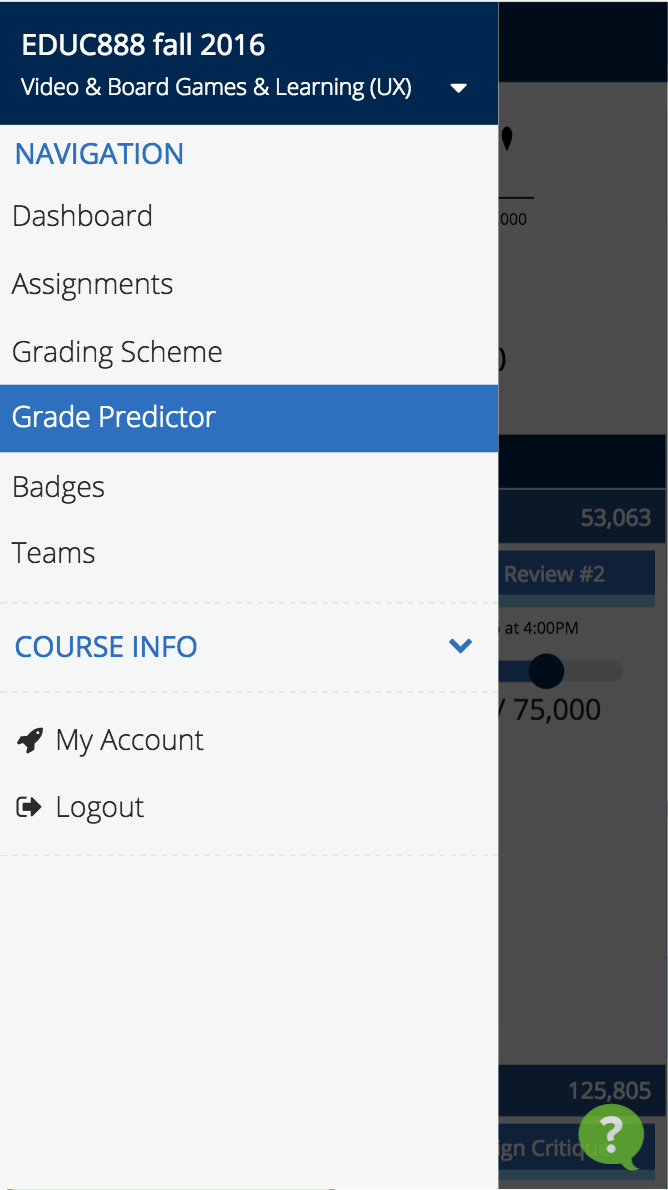 EDUC888 fall 2016
Video & Board Games & Learning (UX)
NAVIGATION
Dashboard
Assignments
Grading Scheme
Grade Predictor
Badges
Teams
COURSE INFO
My Account
Logout
,000
)
53,063
Review #2
at 4:00PM
/ 75,000
125,805
ign Critique
?